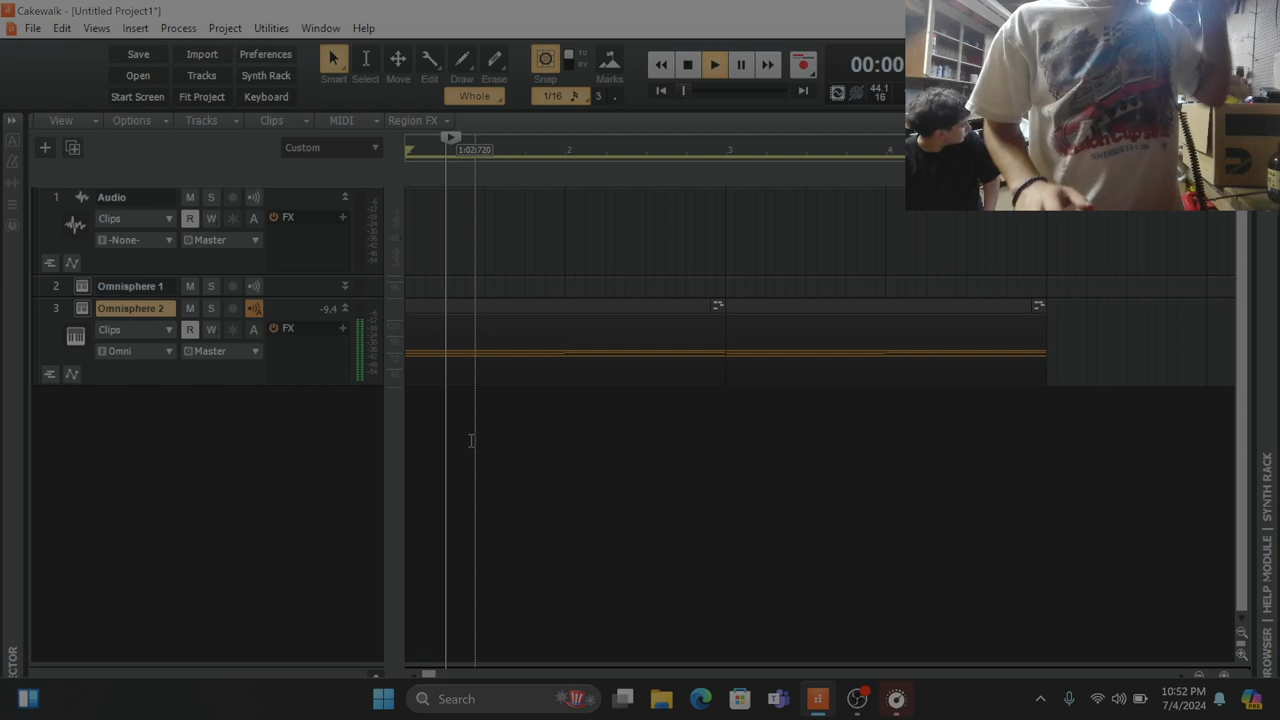 Cakewalk - [Untitled Project1*]
File Edit Views Insert Process Project Utilities Window Help
Save Import Preferences
Open Tracks Synth Rack
Start Screen Fit Project Keyboard
Smart Select Move Edit Draw Erase
Whole
Snap
TO
BY
Marks
1/16
3
00:00
44.1
16
View Options Tracks Clips MIDI Region FX
Custom
1:02:720
2 3 4
1 Audio M S
Clips R W A FX
-None- Master
2 Omnisphere 1 M S
3 Omnisphere 2 M S -9.4
Clips R W A FX
Omni Master
BROWSER | HELP MODULE | SYNTH RACK
Search
10:52 PM
7/4/2024